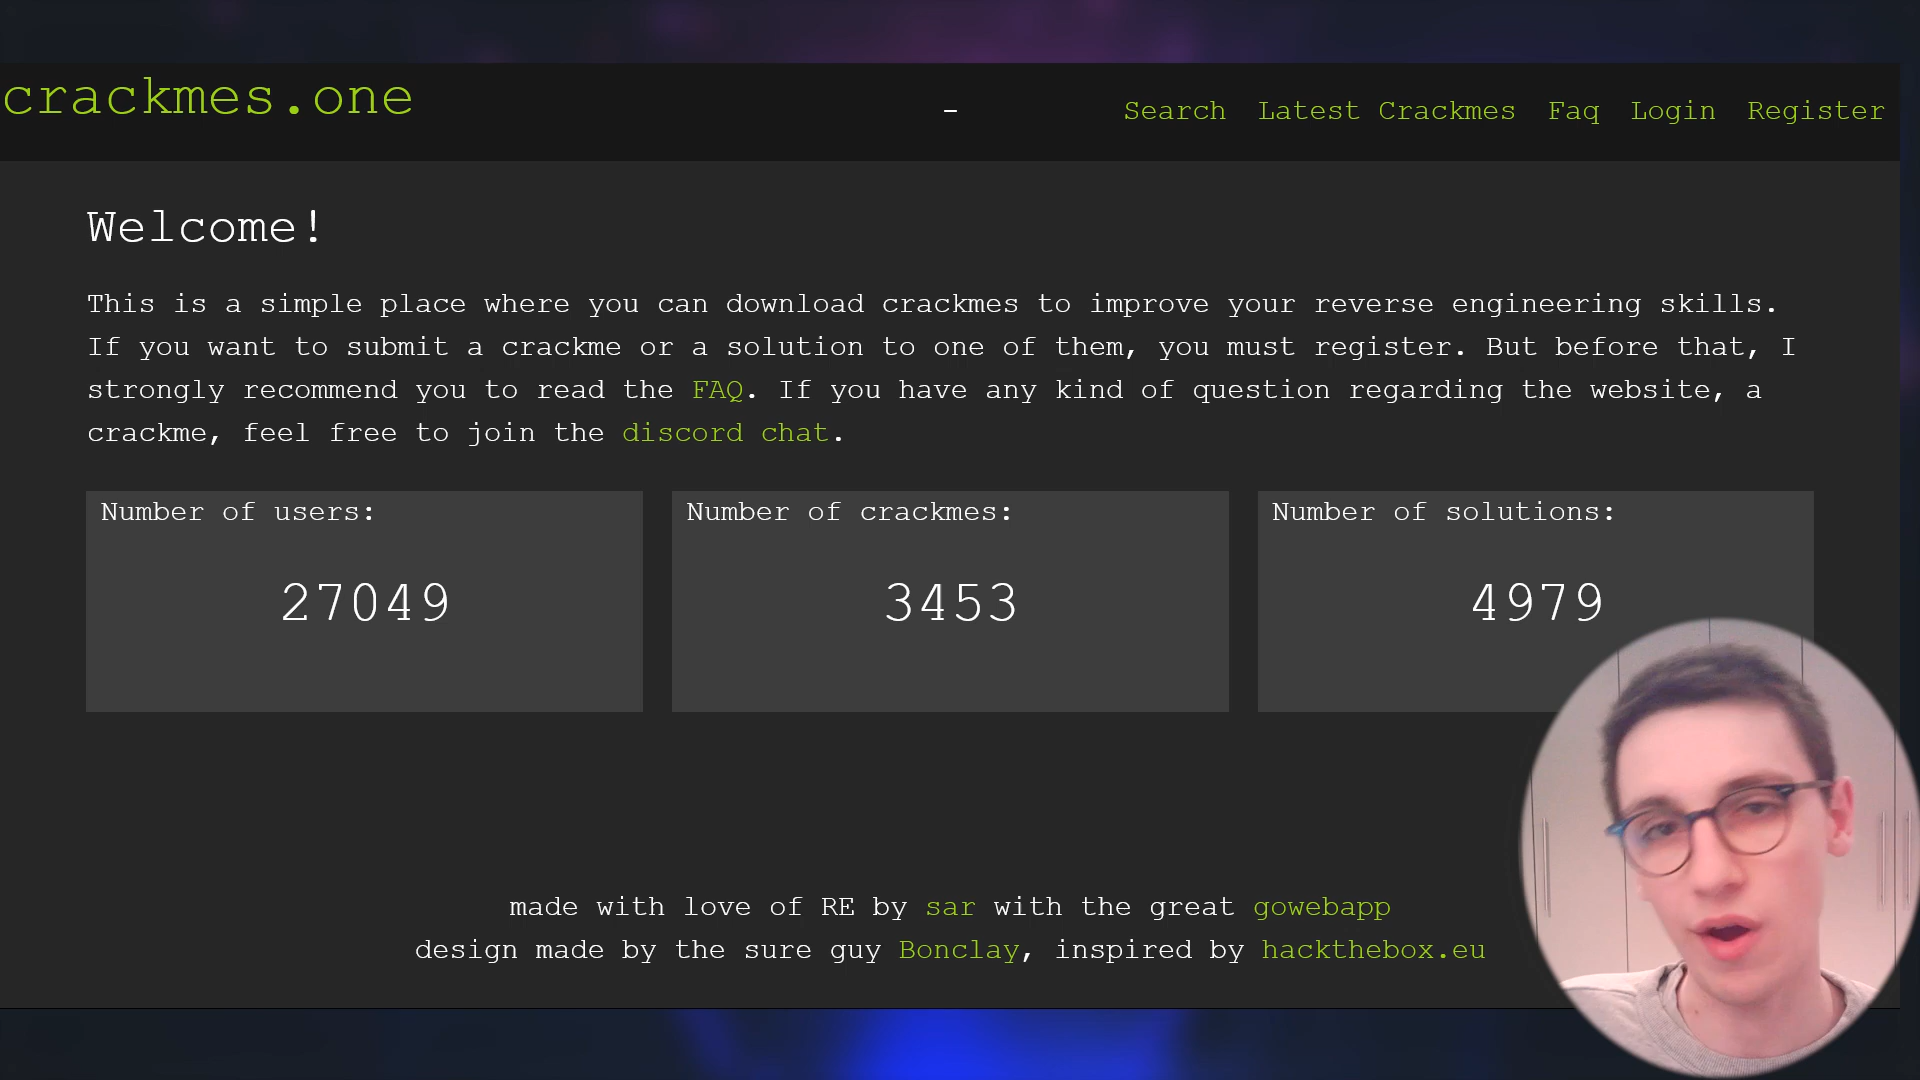 crackmes.one
- Search Latest Crackmes Faq Login Register
Welcome!
This is a simple place where you can download crackmes to improve your reverse engineering skills.
If you want to submit a crackme or a solution to one of them, you must register. But before that, I
strongly recommend you to read the FAQ. If you have any kind of question regarding the website, a
crackme, feel free to join the discord chat.
Number of users:
27049
Number of crackmes:
3453
Number of solutions:
4979
made with love of RE by sar with the great gowebapp
design made by the sure guy Bonclay, inspired by hackthebox.eu